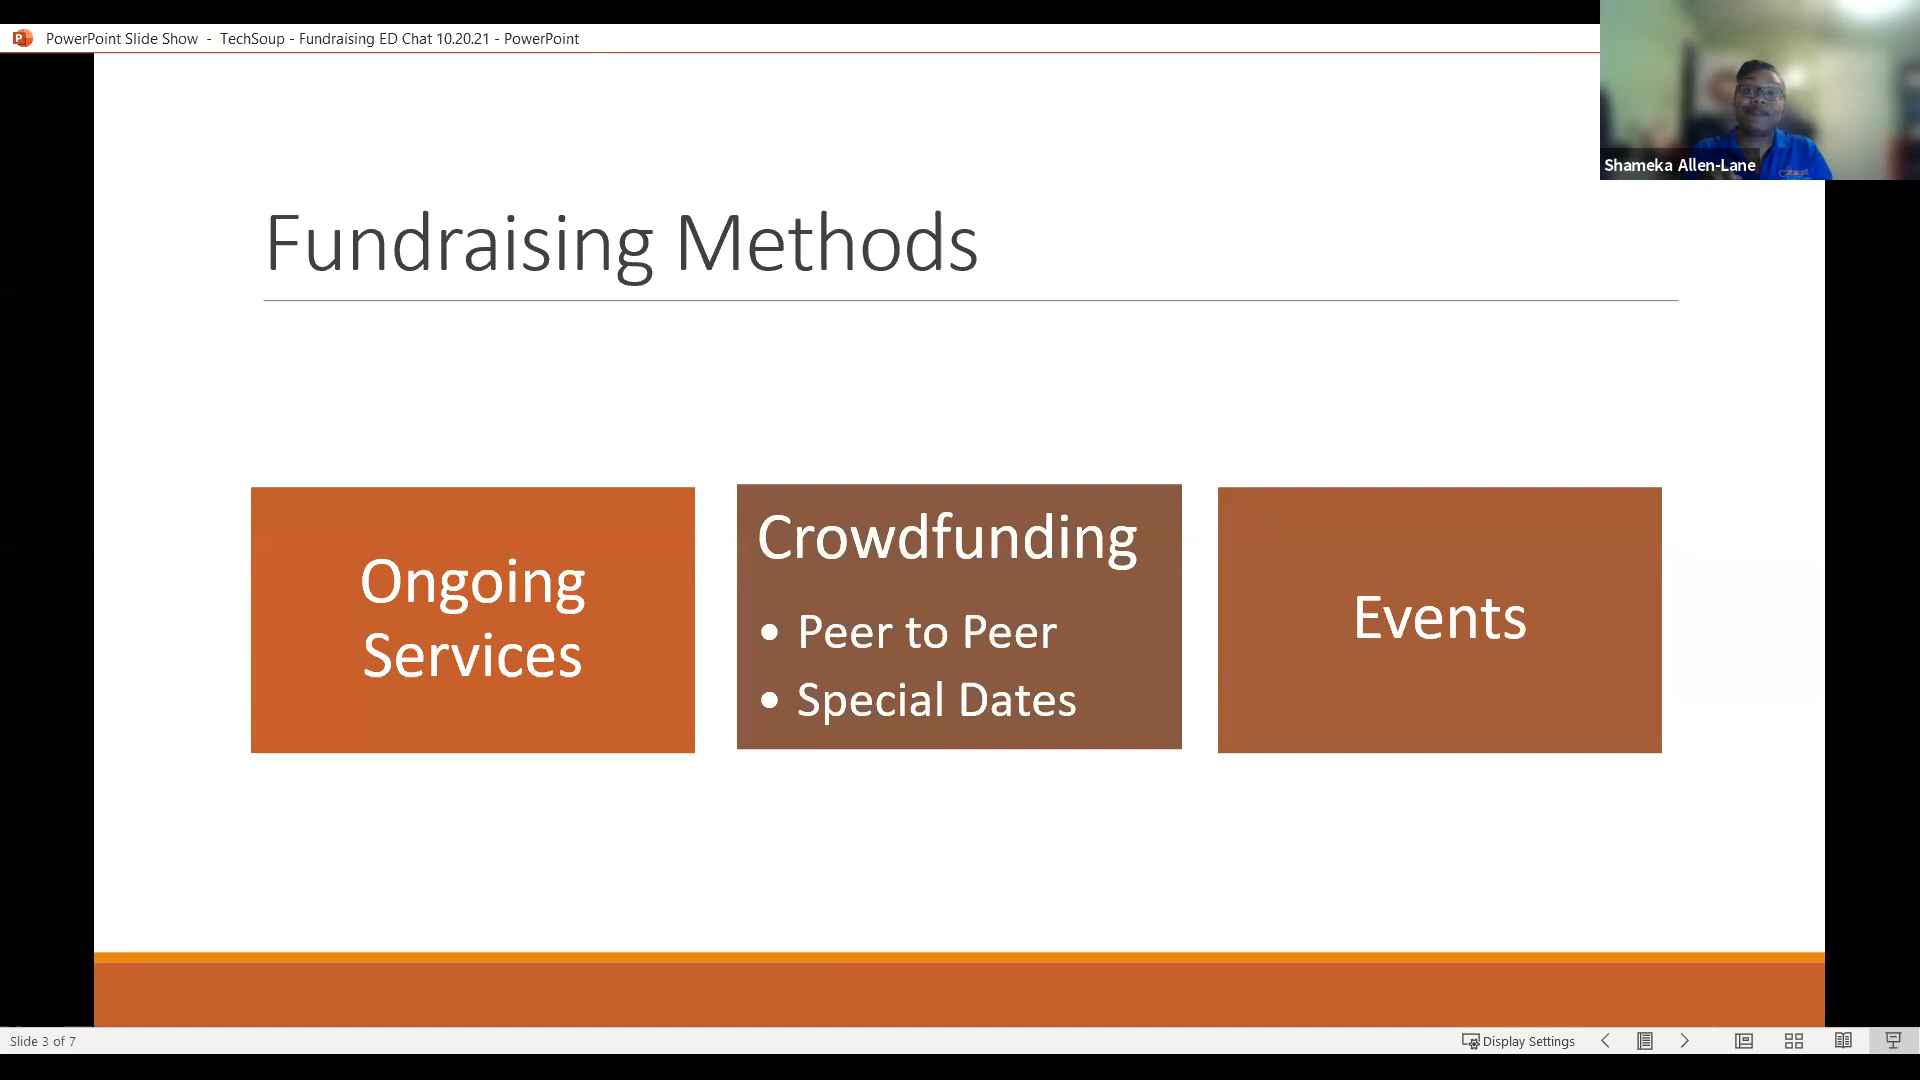 PowerPoint Slide Show - TechSoup - Fundraising ED Chat 10.20.21 - PowerPoint
Shameka Allen-Lane
Fundraising Methods
Ongoing
Services
Crowdfunding
• Peer to Peer
• Special Dates
Events
Slide 3 of 7
Display Settings